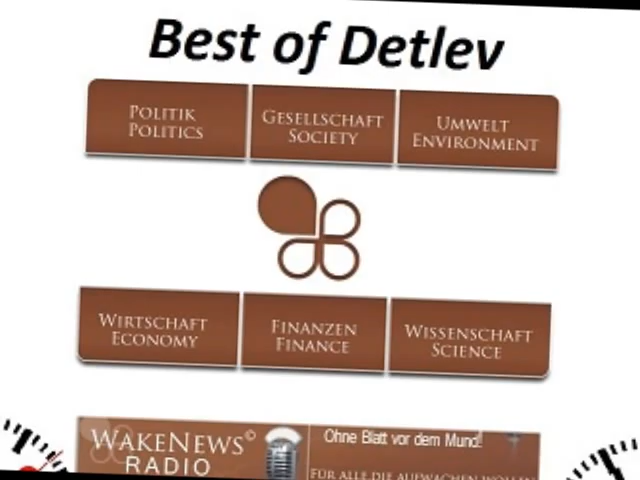 Best of Detlev
POLITIK
POLITICS
GESELLSCHAFT
SOCIETY
UMWELT
ENVIRONMENT
WIRTSCHAFT
ECONOMY
FINANZEN
FINANCE
WISSENSCHAFT
SCIENCE
WAKENEWS©
RADIO
Ohne Blatt vor dem Mund!
FÜR ALLE DIE AUFWACHEN WOLLEN